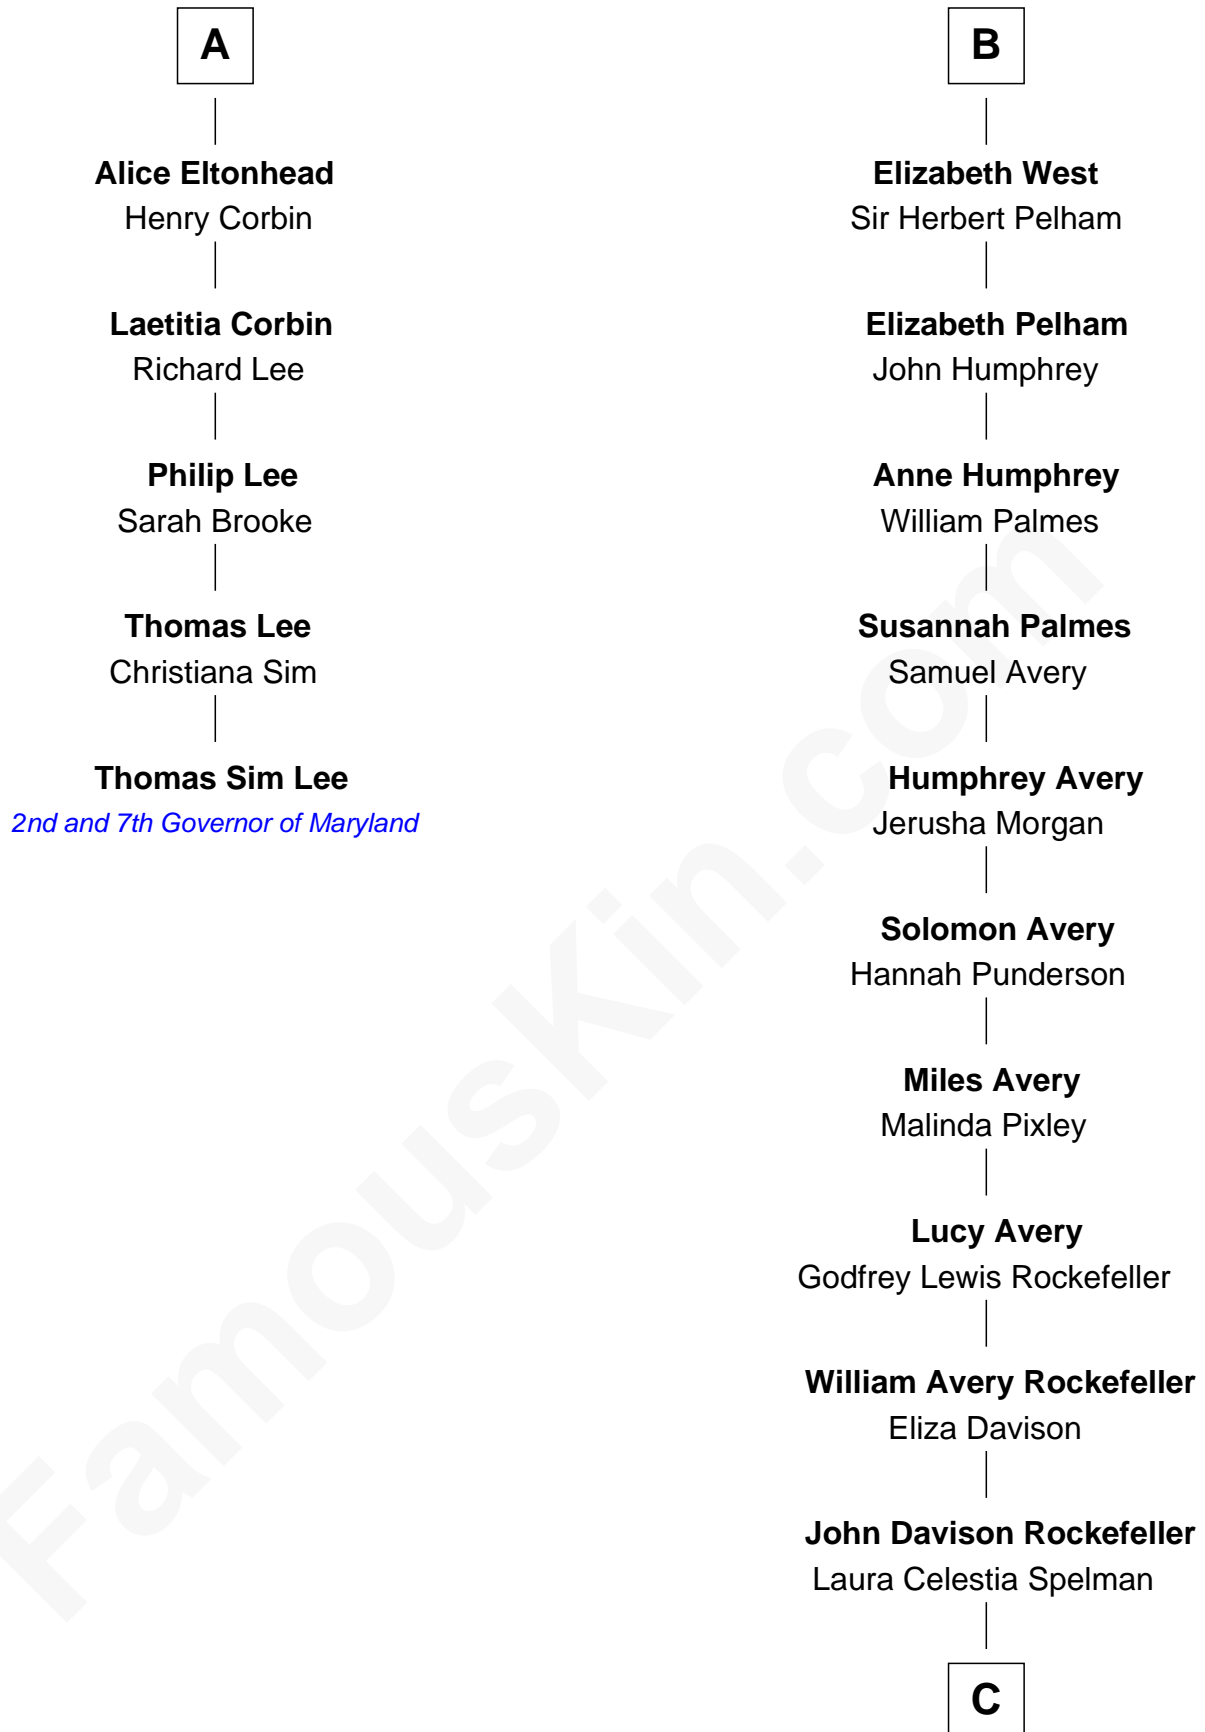 A
Alice Eltonhead
Henry Corbin
Laetitia Corbin
Richard Lee
Philip Lee
Sarah Brooke
Thomas Lee
Christiana Sim
Thomas Sim Lee
2nd and 7th Governor of Maryland
B
Elizabeth West
Sir Herbert Pelham
Elizabeth Pelham
John Humphrey
Anne Humphrey
William Palmes
Susannah Palmes
Samuel Avery
Humphrey Avery
Jerusha Morgan
Solomon Avery
Hannah Punderson
Miles Avery
Malinda Pixley
Lucy Avery
Godfrey Lewis Rockefeller
William Avery Rockefeller
Eliza Davison
John Davison Rockefeller
Laura Celestia Spelman
C
FamousKin.com